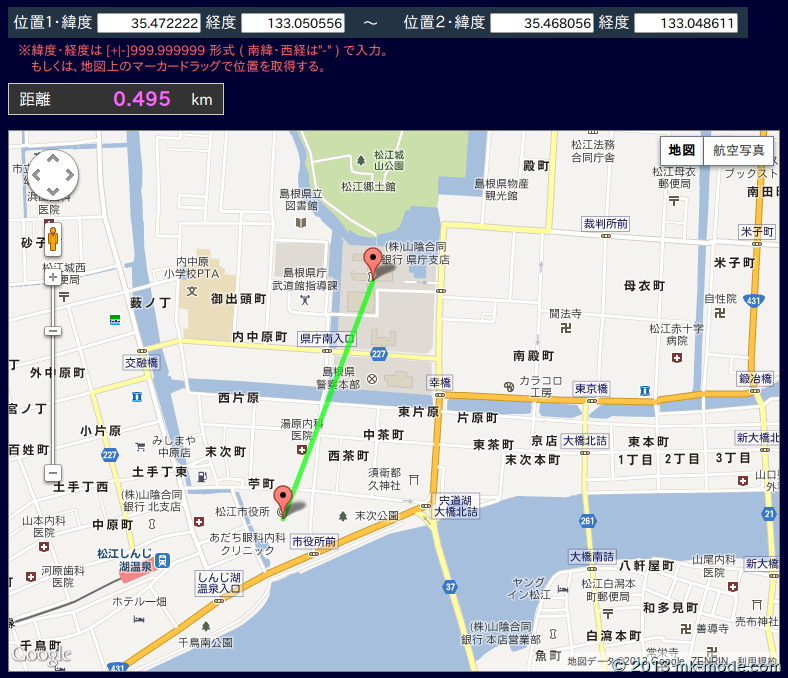 位置1・緯度 35.472222 経度 133.050556 ～ 位置2・緯度 35.468056 経度 133.048611
※緯度・経度は [+|-]999.999999 形式 ( 南緯・西経は"-" ) で入力。
もしくは、地図上のマーカードラッグで位置を取得する。
距離 0.495 km
地図 航空写真
松江城
山公園
松江郷土館
松江法務
合同庁舎
殿町
島根県物産
観光館
松江母衣
郵便局
南田町
島根県立
図書館
医院
砂子
松江城西
便局
内中原
小学校PTA
島根県庁
武道館指導課
(株)山陰合同
銀行 県庁支店
裁判所前
米子町
米子町
母衣町
431
自性院
薮ノ丁
御出頭町
聞法寺
松江赤十字
病院
内中原町
県庁南入口
227
交融橋
外中原町
南殿町
島根県
警察本部
幸橋
カラコロ
工房
東京橋
鍛冶橋
西片原
東片原
片原町
小片原
湯原内科
医院
中茶町
東茶町
京店
大橋北詰
東本町
新大橋北
百姓町
227
みしまや
中原店
末次町
西茶町
末次本町
1丁目
2丁目
3丁目
土手丁東
土手丁西
苧町
須衛都
久神社
(株)山陰合同
銀行 北支店
松江市役所
末次公園
宍道湖
大橋北詰
山本内科
医院
中原町
あだち眼科内科
クリニック
市役所前
261
21
松江しんじ
湖温泉
大橋南詰
八軒屋町
山尾内科
医院
新大橋
河原歯科
医院
しんじ湖
温泉入口
37
ヤング
イン松江
松江白潟本
町郵便局
和多見町
売布神社
ホテル一畑
千鳥南公園
(株)山陰合同
銀行 本店営業部
白潟本町
善導寺
千鳥町
魚町
常栄寺
431
Google
地図データ ©2013 Google, ZENRIN - 利用規約
© 2013 mk-mode.com